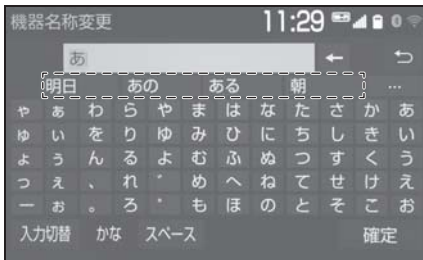 機器名称変更 11:29
あ ←
明日 あの ある 朝 …
ゃ ぁ わ ら や ま は な た さ か あ
ゅ ぃ を り ゆ み ひ に ち し き い
ょ ぅ ん る よ む ふ ぬ つ す く う
っ ぇ 、 れ ゛ め へ ね て せ け え
ー ぉ 。 ろ ゜ も ほ の と そ こ お
入力切替 かな スペース 確定